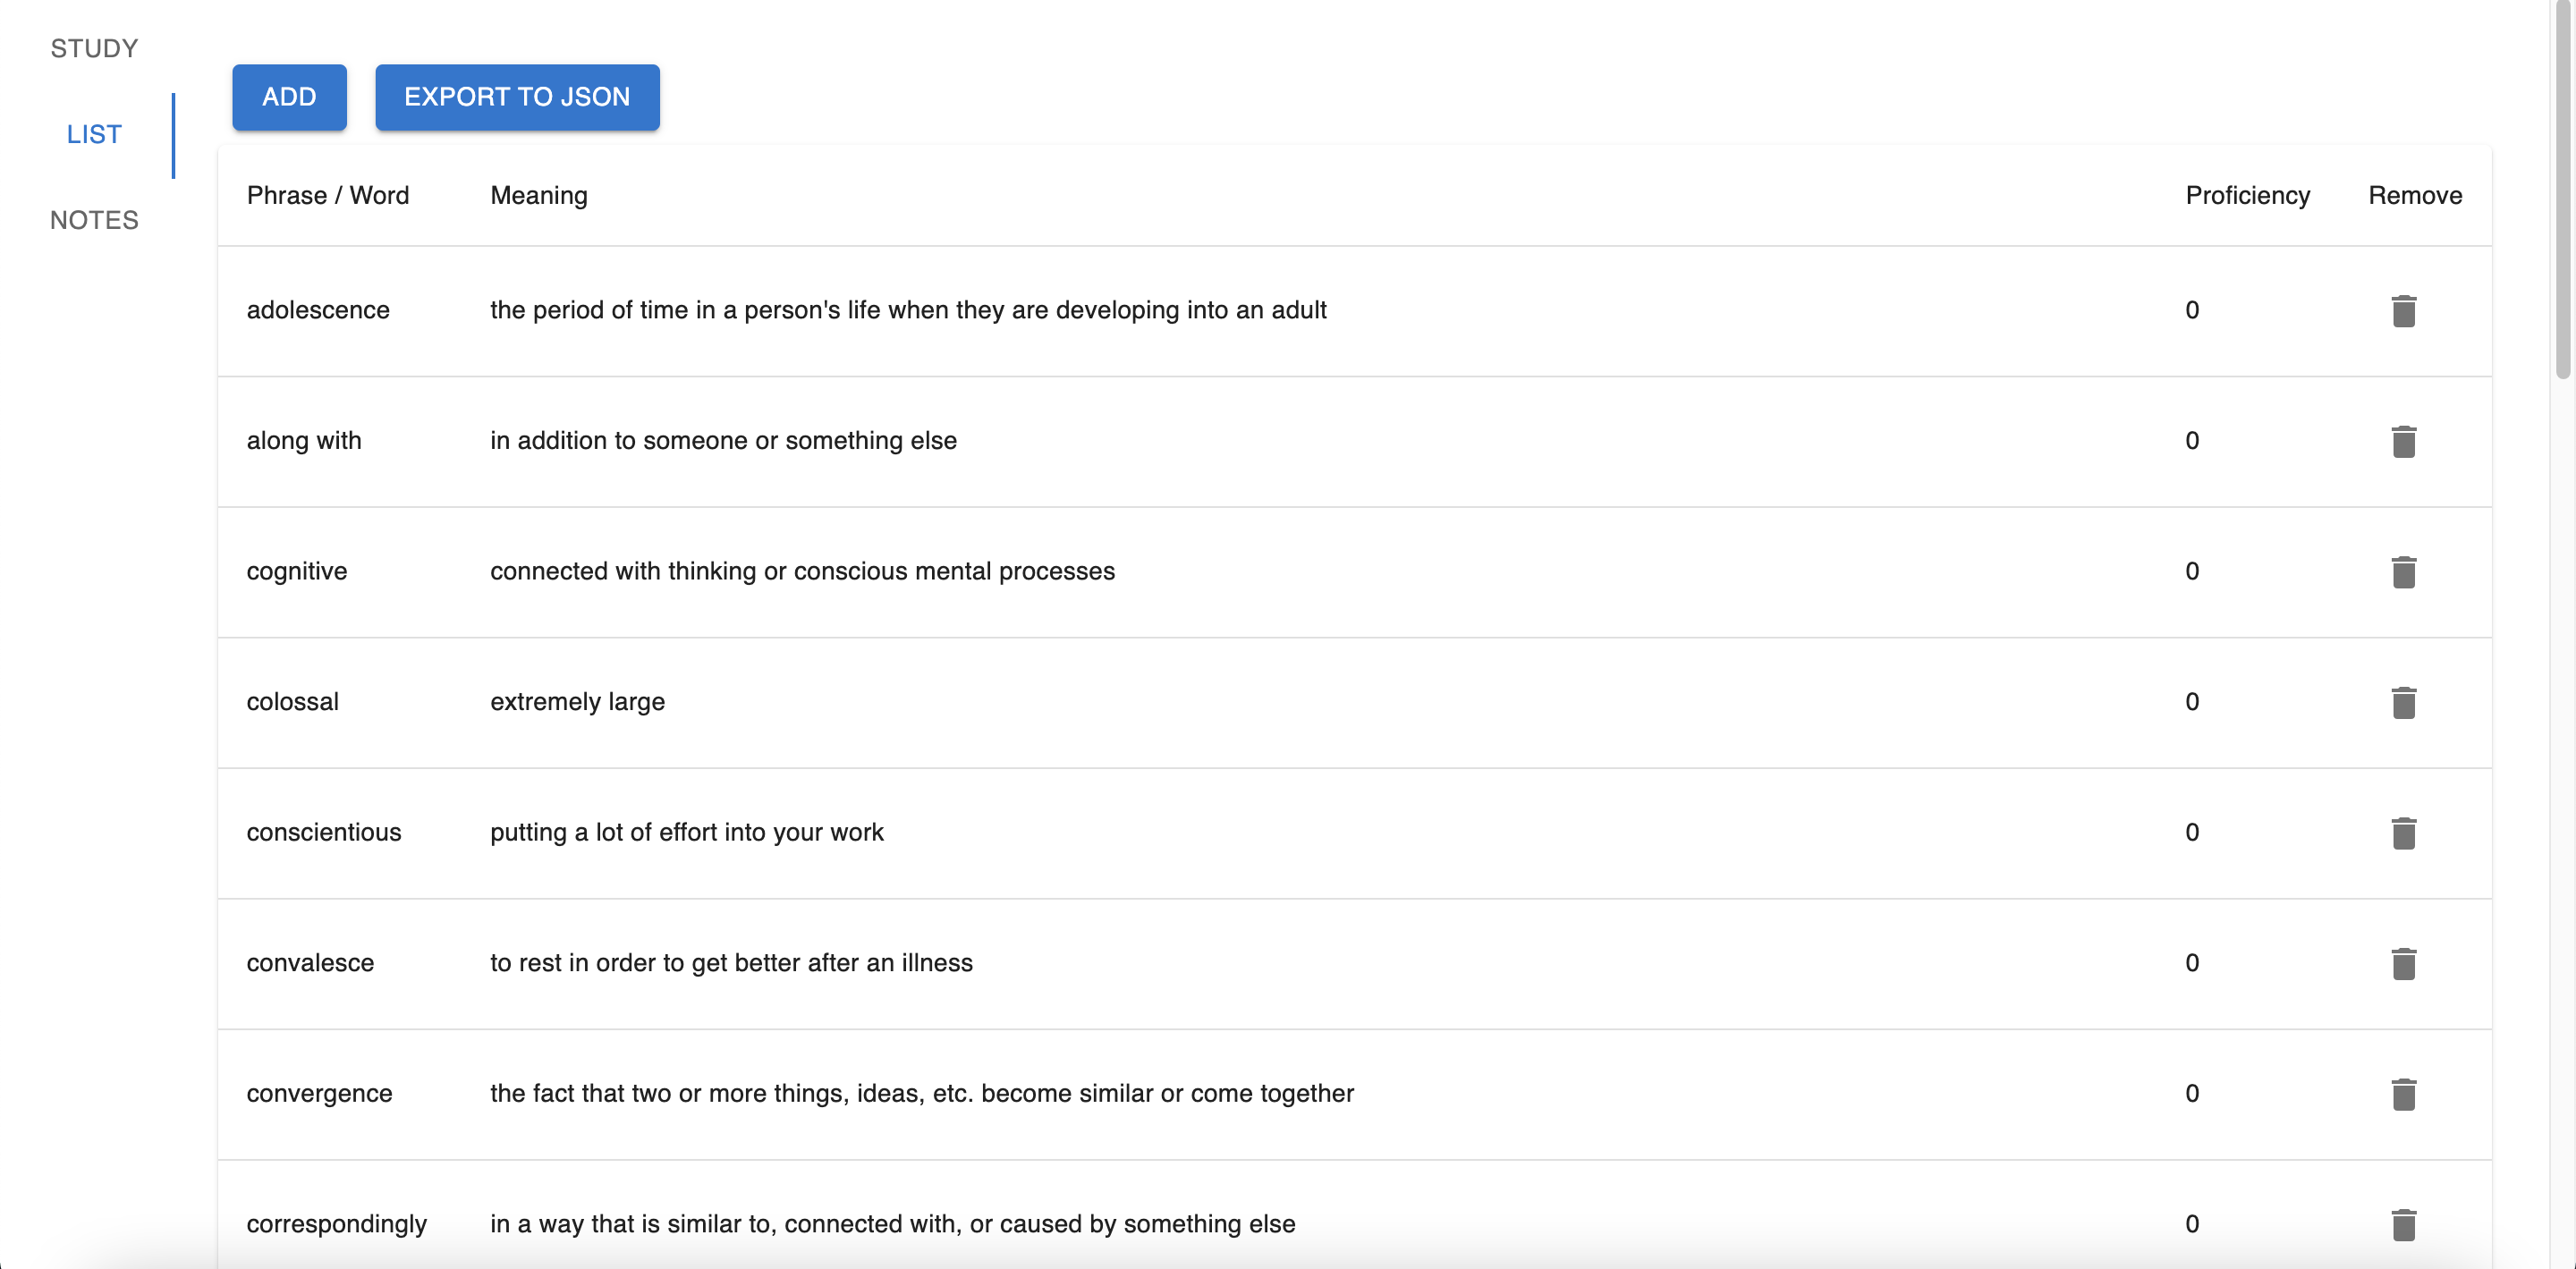 STUDY
LIST
NOTES
ADD EXPORT TO JSON
Phrase / Word Meaning Proficiency Remove
adolescence the period of time in a person's life when they are developing into an adult 0
along with in addition to someone or something else 0
cognitive connected with thinking or conscious mental processes 0
colossal extremely large 0
conscientious putting a lot of effort into your work 0
convalesce to rest in order to get better after an illness 0
convergence the fact that two or more things, ideas, etc. become similar or come together 0
correspondingly in a way that is similar to, connected with, or caused by something else 0